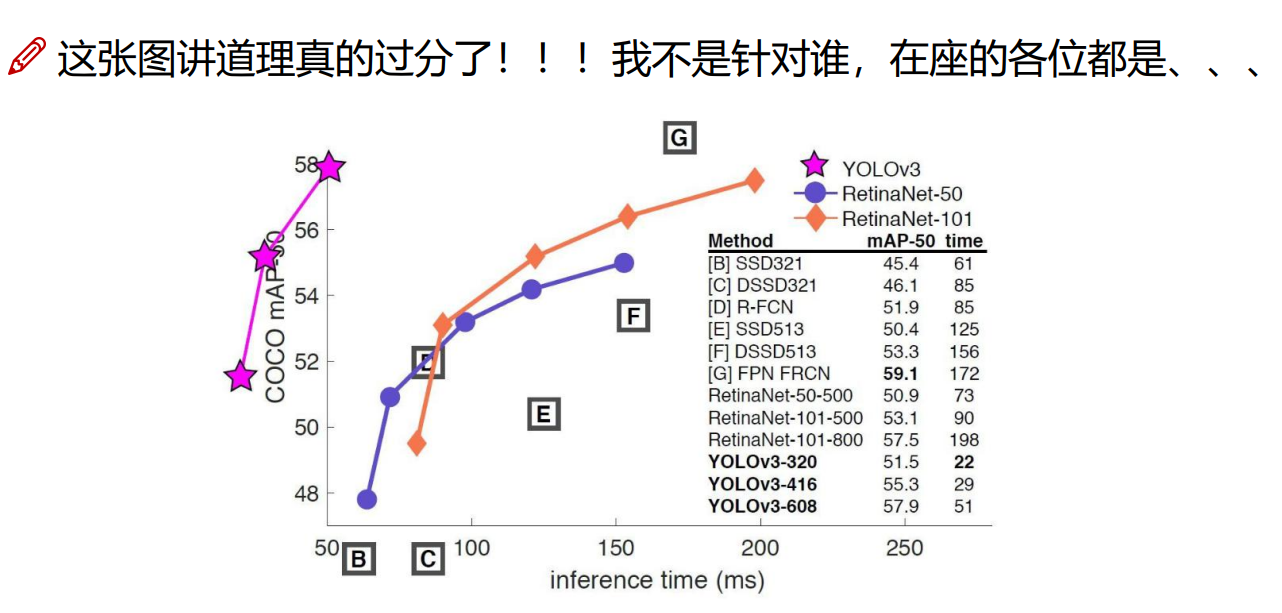 这张图讲道理真的过分了！！！我不是针对谁，在座的各位都是、、、
G
58
YOLOv3
RetinaNet-50
56
RetinaNet-101
Method mAP-50 time
[B] SSD321 45.4 61
[C] DSSD321 46.1 85
54
[D] R-FCN 51.9 85
F
[E] SSD513 50.4 125
COCO mAP-50
52
D
[F] DSSD513 53.3 156
[G] FPN FRCN 59.1 172
RetinaNet-50-500 50.9 73
E
RetinaNet-101-500 53.1 90
50
RetinaNet-101-800 57.5 198
YOLOv3-320 51.5 22
YOLOv3-416 55.3 29
48
YOLOv3-608 57.9 51
50 B C 100 150 200 250
inference time (ms)